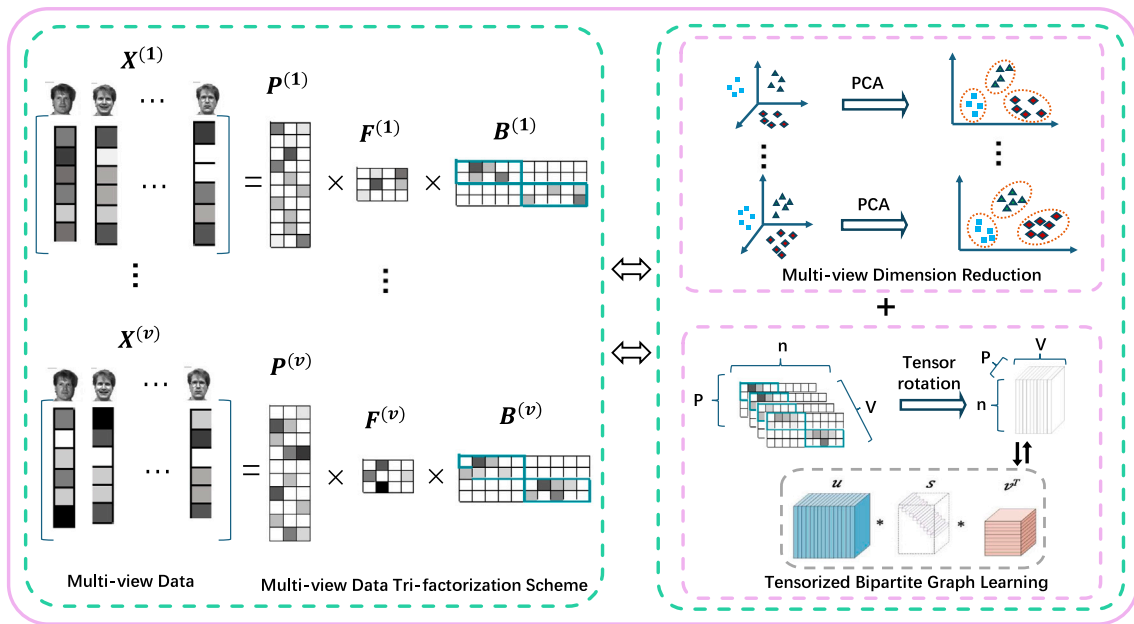 X^(1)
...
P^(1)
F^(1)
B^(1)
...
=
×
×
⋮
⋮
X^(v)
...
P^(v)
F^(v)
B^(v)
...
=
×
×
Multi-view Data
Multi-view Data Tri-factorization Scheme
PCA
⋮
⋮
PCA
Multi-view Dimension Reduction
+
n
P
V
Tensor
rotation
P
V
n
u
s
v^T
*
*
Tensorized Bipartite Graph Learning